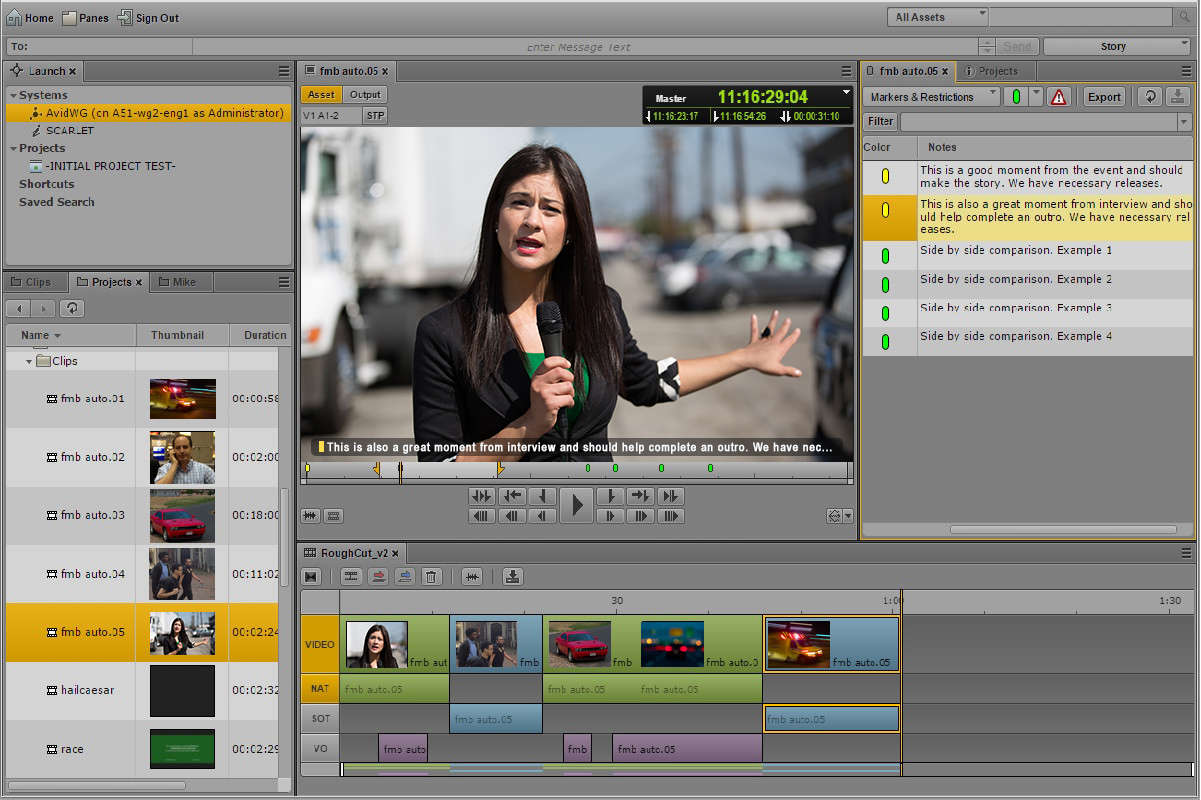 Home Panes Sign Out
All Assets
To:
Enter Message Text
Send
Story
Launch x
Systems
AvidWG (cn A51-wg2-eng1 as Administrator)
SCARLET
Projects
-INITIAL PROJECT TEST-
Shortcuts
Saved Search
Clips Projects x Mike
Name Thumbnail Duration
Clips
fmb auto.01 00:00:58
fmb auto.02 00:02:00
fmb auto.03 00:18:00
fmb auto.04 00:11:02
fmb auto.05 00:02:24
hailcaesar 00:02:32
race 00:02:29
fmb auto.05 x
Asset Output
V1 A1-2 STP
Master 11:16:29:04
11:16:23:17 11:16:54:26 00:00:31:10
This is also a great moment from interview and should help complete an outro. We have nec...
fmb auto.05 x Projects
Markers & Restrictions Export
Filter
Color Notes
This is a good moment from the event and should
make the story. We have necessary releases.
This is also a great moment from interview and sho
uld help complete an outro. We have necessary rel
eases.
Side by side comparison. Example 1
Side by side comparison. Example 2
Side by side comparison. Example 3
Side by side comparison. Example 4
RoughCut_v2 x
30 1:00 1:30
VIDEO fmb aut fmb fmb fmb auto.0 fmb auto.05
NAT fmb auto.05 fmb auto.05 fmb auto.05
SOT fmb auto.05 fmb auto.05
VO fmb auto fmb fmb auto.05